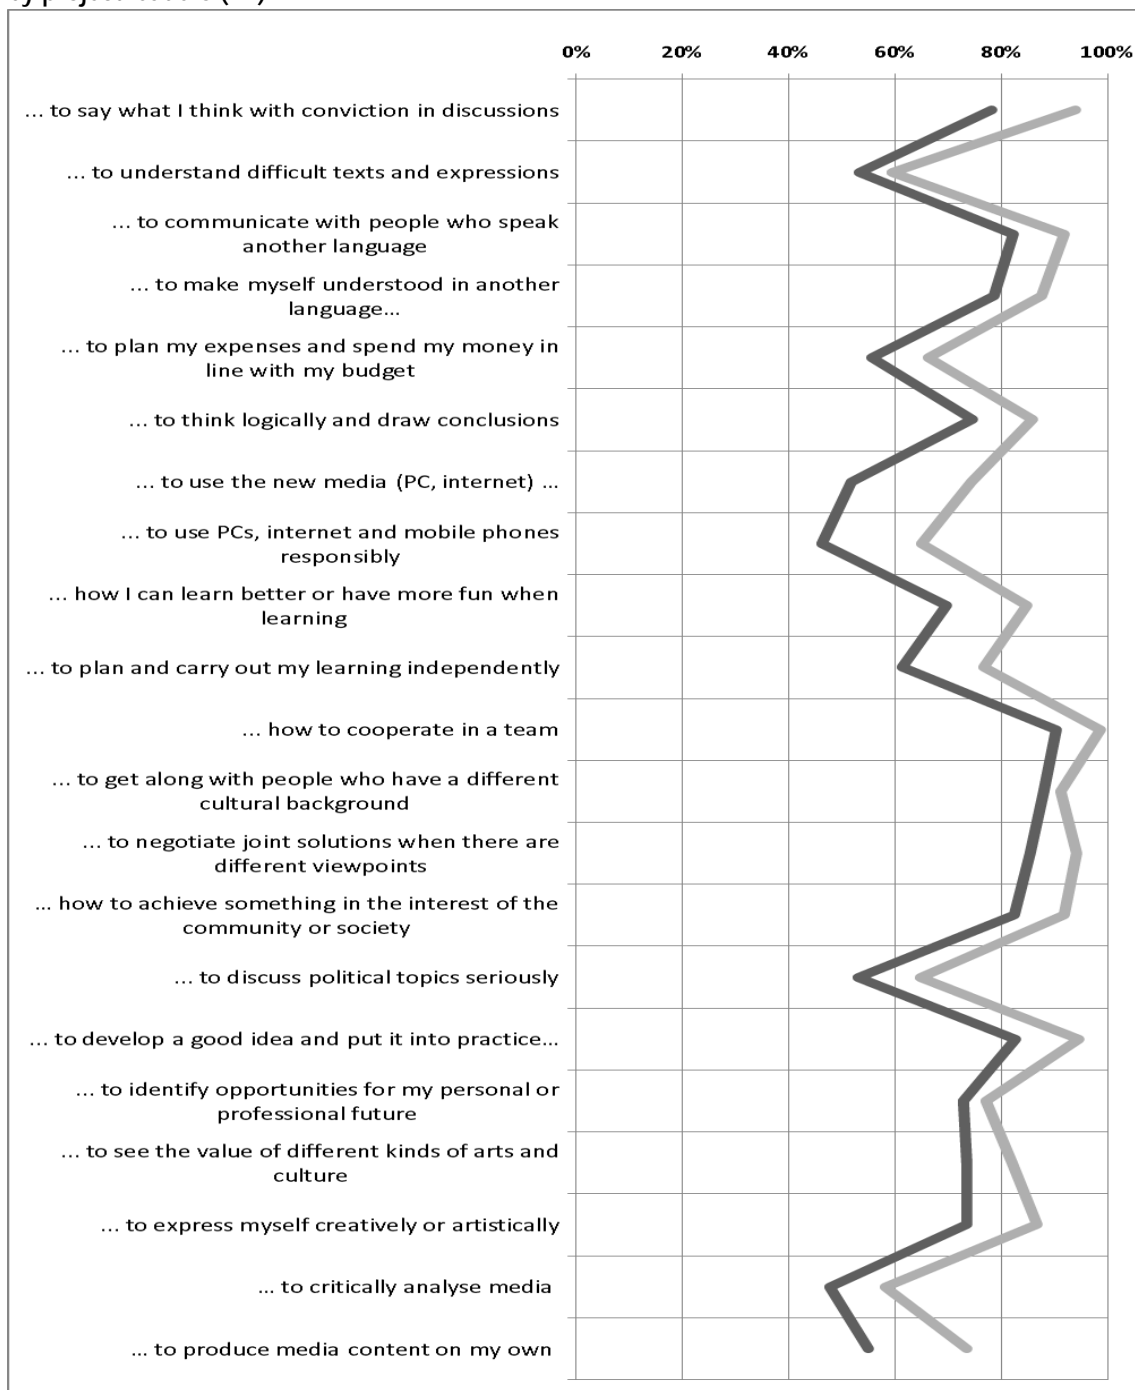 0% 20% 40% 60% 80% 100%
... to say what I think with conviction in discussions
... to understand difficult texts and expressions
... to communicate with people who speak
another language
... to make myself understood in another
language...
... to plan my expenses and spend my money in
line with my budget
... to think logically and draw conclusions
... to use the new media (PC, internet) ...
... to use PCs, internet and mobile phones
responsibly
... how I can learn better or have more fun when
learning
... to plan and carry out my learning independently
... how to cooperate in a team
... to get along with people who have a different
cultural background
... to negotiate joint solutions when there are
different viewpoints
... how to achieve something in the interest of the
community or society
... to discuss political topics seriously
... to develop a good idea and put it into practice...
... to identify opportunities for my personal or
professional future
... to see the value of different kinds of arts and
culture
... to express myself creatively or artistically
... to critically analyse media
... to produce media content on my own